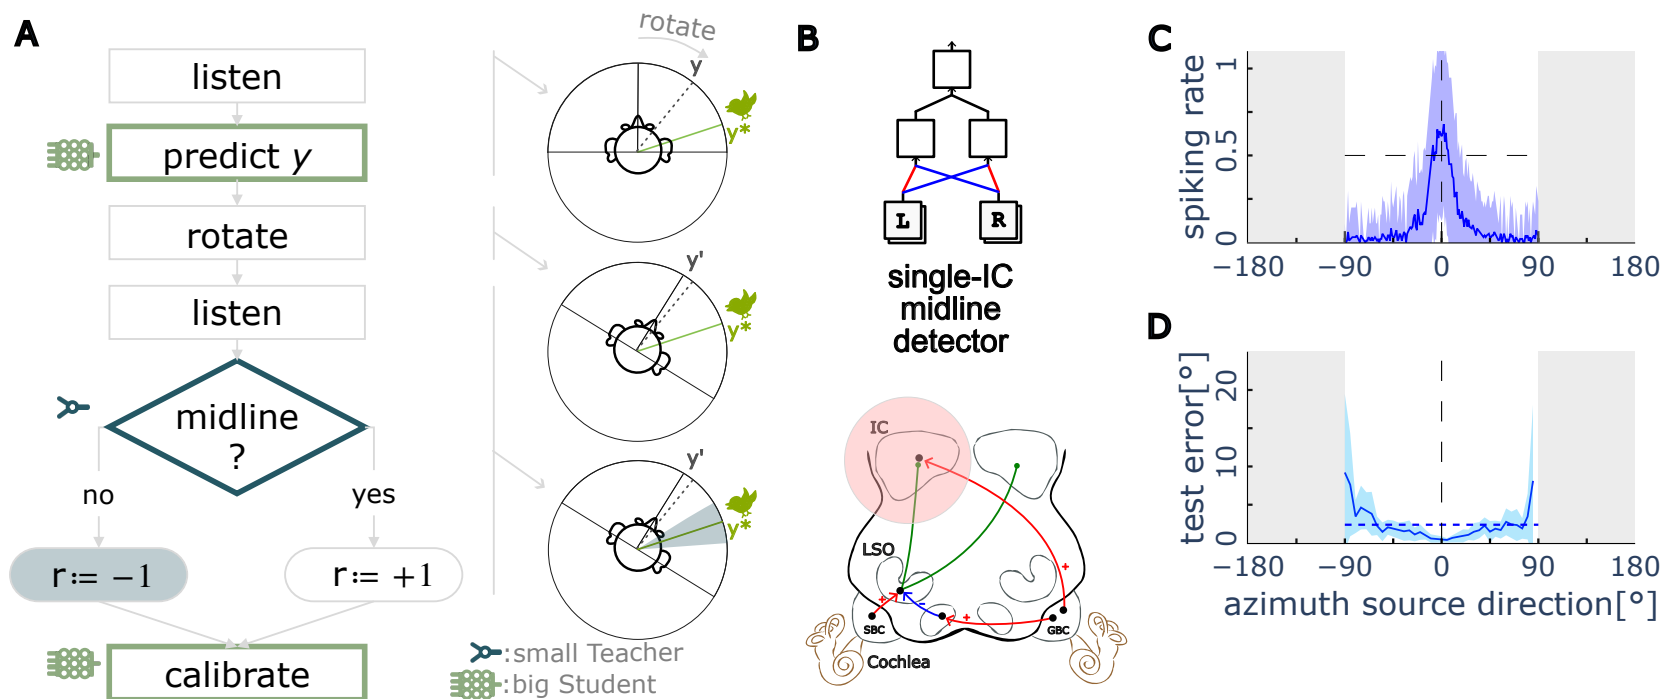 A
listen
predict y
rotate
listen
midline
?
no
yes
r := −1
r := +1
calibrate
rotate
y
y*
y'
y*
y'
y*
:small Teacher
:big Student
B
L
R
single-IC
midline
detector
IC
LSO
+
-
+
+
SBC
GBC
Cochlea
C
spiking rate
1
0.5
0
−180
−90
0
90
180
D
test error[°]
20
10
0
−180
−90
0
90
180
azimuth source direction[°]